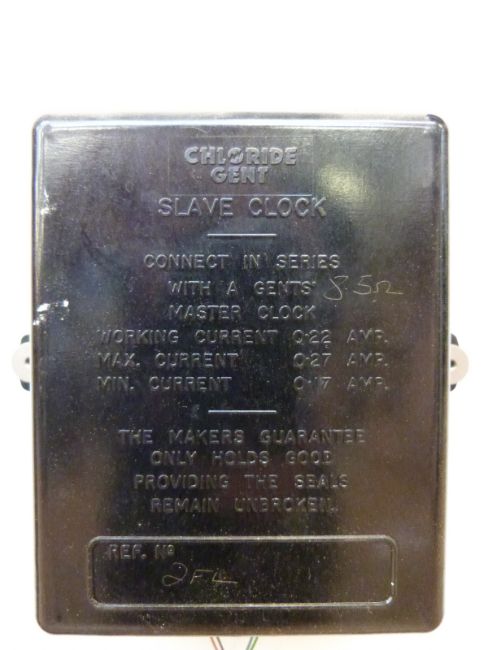 CHLORIDE
GENT
SLAVE CLOCK
CONNECT IN SERIES
WITH A GENTS' 8.5Ω
MASTER CLOCK
WORKING CURRENT 0·22 AMP.
MAX. CURRENT 0·27 AMP.
MIN. CURRENT 0·17 AMP.
THE MAKERS GUARANTEE
ONLY HOLDS GOOD
PROVIDING THE SEALS
REMAIN UNBROKEN.
REF. Nº
2F4